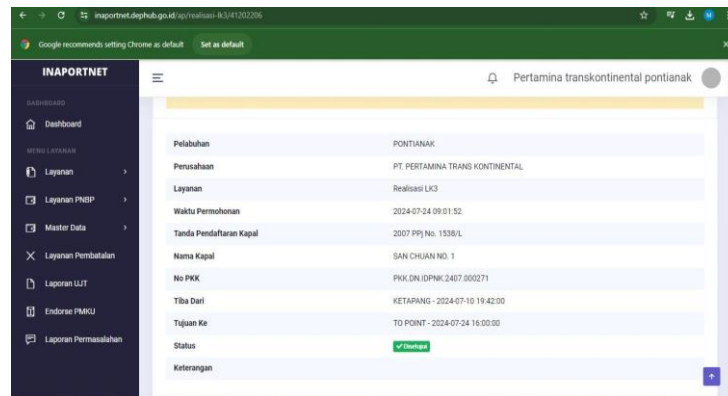 inaportnet.dephub.go.id/ap/realisasi-lk3/41202206
Google recommends setting Chrome as default Set as default
INAPORTNET
Pertamina transkontinental pontianak
DASHBOARD
Dashboard
MENU LAYANAN
Layanan
Layanan PNBP
Master Data
Layanan Pembatalan
Laporan UJT
Endorse PMKU
Laporan Permasalahan
Pelabuhan PONTIANAK
Perusahaan PT. PERTAMINA TRANS KONTINENTAL
Layanan Realisasi LK3
Waktu Permohonan 2024-07-24 09:01:52
Tanda Pendaftaran Kapal 2007 PPj No. 1538/L
Nama Kapal SAN CHUAN NO. 1
No PKK PKK.DN.IDPNK.2407.000271
Tiba Dari KETAPANG - 2024-07-10 19:42:00
Tujuan Ke TO POINT - 2024-07-24 16:00:00
Status Disetujui
Keterangan